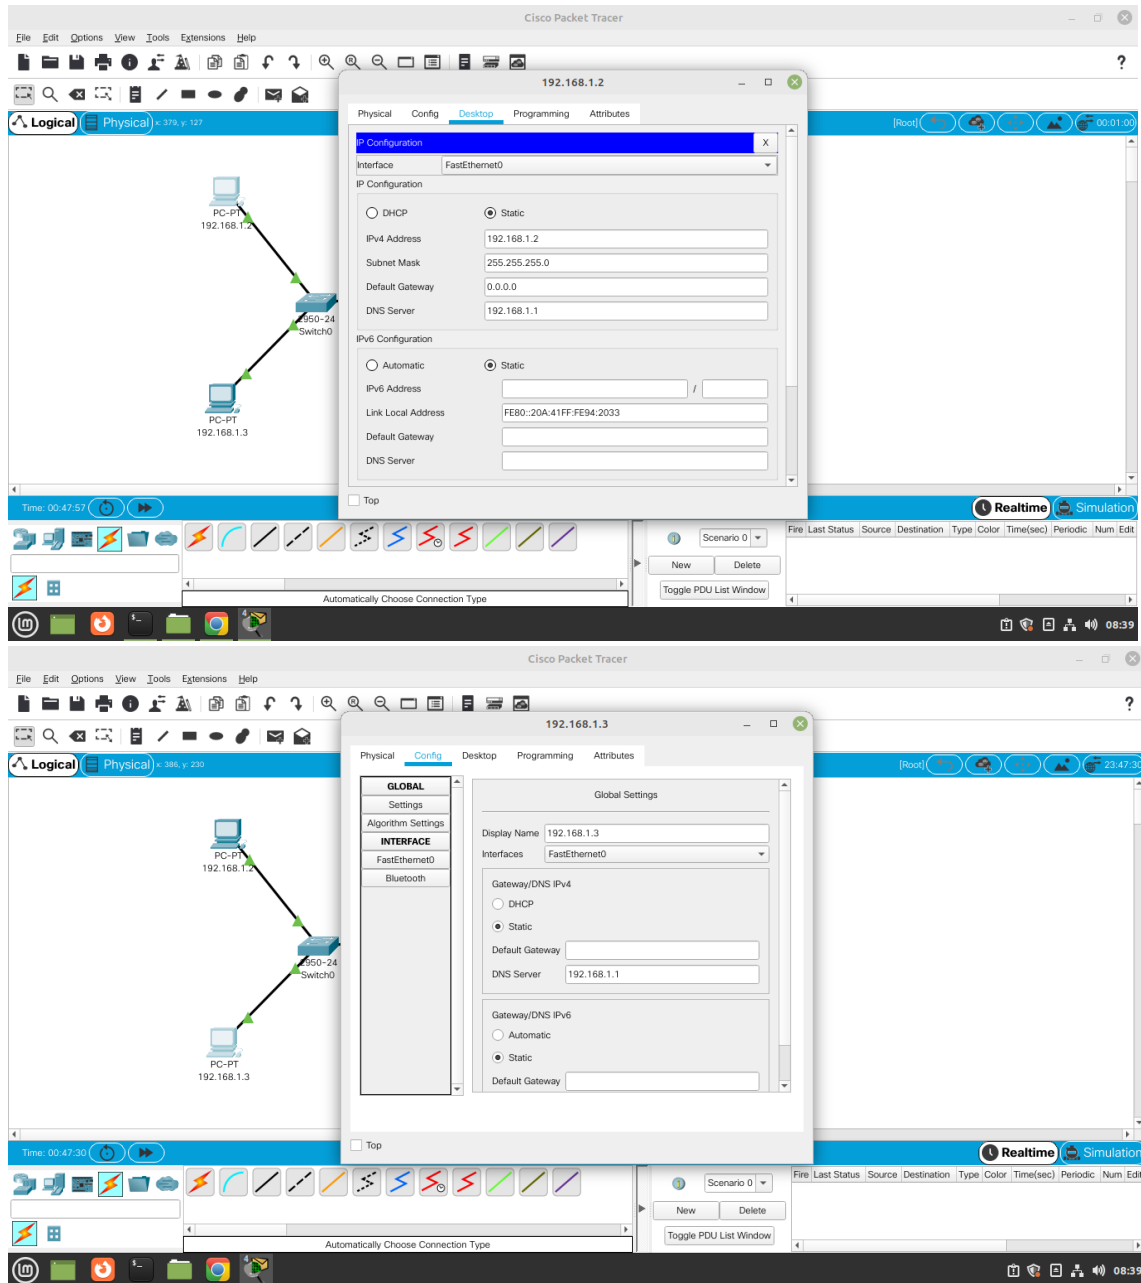 Cisco Packet Tracer
File Edit Options View Tools Extensions Help
?
192.168.1.2
Physical Config Desktop Programming Attributes
Logical Physical x: 379, y: 127
[Root] 00:01:00
IP Configuration X
Interface FastEthernet0
IP Configuration
DHCP Static
IPv4 Address 192.168.1.2
Subnet Mask 255.255.255.0
Default Gateway 0.0.0.0
DNS Server 192.168.1.1
IPv6 Configuration
Automatic Static
IPv6 Address /
Link Local Address FE80::20A:41FF:FE94:2033
Default Gateway
DNS Server
Top
PC-PT
192.168.1.2
2950-24
Switch0
PC-PT
192.168.1.3
Time: 00:47:57
Realtime Simulation
Scenario 0
New Delete
Toggle PDU List Window
Fire Last Status Source Destination Type Color Time(sec) Periodic Num Edit
Automatically Choose Connection Type
08:39
Cisco Packet Tracer
File Edit Options View Tools Extensions Help
?
192.168.1.3
Physical Config Desktop Programming Attributes
Logical Physical x: 386, y: 230
[Root] 23:47:30
GLOBAL
Settings
Algorithm Settings
INTERFACE
FastEthernet0
Bluetooth
Global Settings
Display Name 192.168.1.3
Interfaces FastEthernet0
Gateway/DNS IPv4
DHCP
Static
Default Gateway
DNS Server 192.168.1.1
Gateway/DNS IPv6
Automatic
Static
Default Gateway
Top
PC-PT
192.168.1.2
2950-24
Switch0
PC-PT
192.168.1.3
Time: 00:47:30
Realtime Simulation
Scenario 0
New Delete
Toggle PDU List Window
Fire Last Status Source Destination Type Color Time(sec) Periodic Num Edit
Automatically Choose Connection Type
08:39